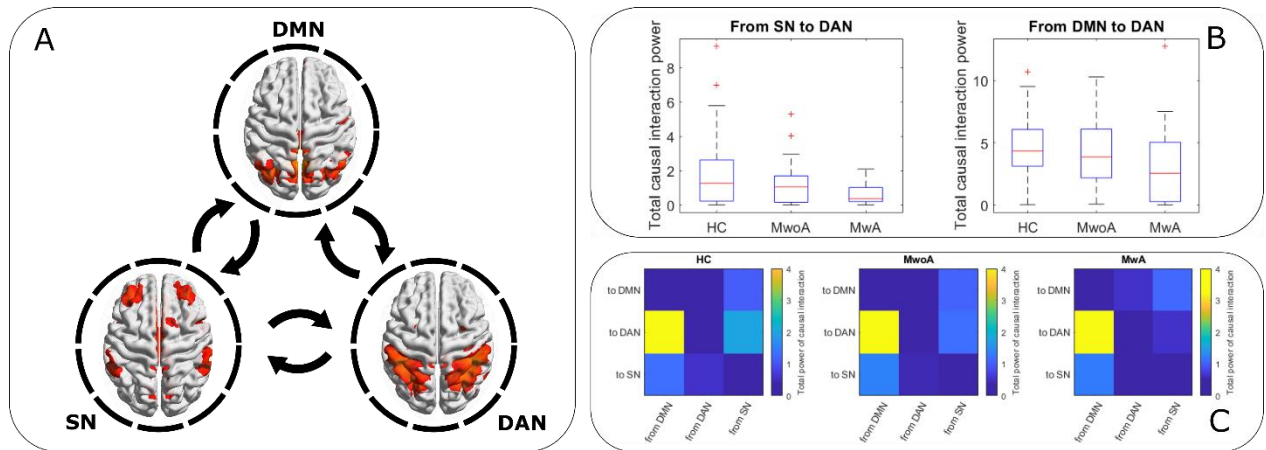 A
DMN
SN
DAN
B
From SN to DAN
Total causal interaction power
8
6
4
2
0
HC MwoA MwA
From DMN to DAN
Total causal interaction power
10
5
0
HC MwoA MwA
C
HC
to DMN
to DAN
to SN
from DMN
from DAN
from SN
4
3
2
1
0
Total power of causal interaction
MwoA
to DMN
to DAN
to SN
from DMN
from DAN
from SN
4
3
2
1
0
Total power of causal interaction
MwA
to DMN
to DAN
to SN
from DMN
from DAN
from SN
4
3
2
1
0
Total power of causal interaction